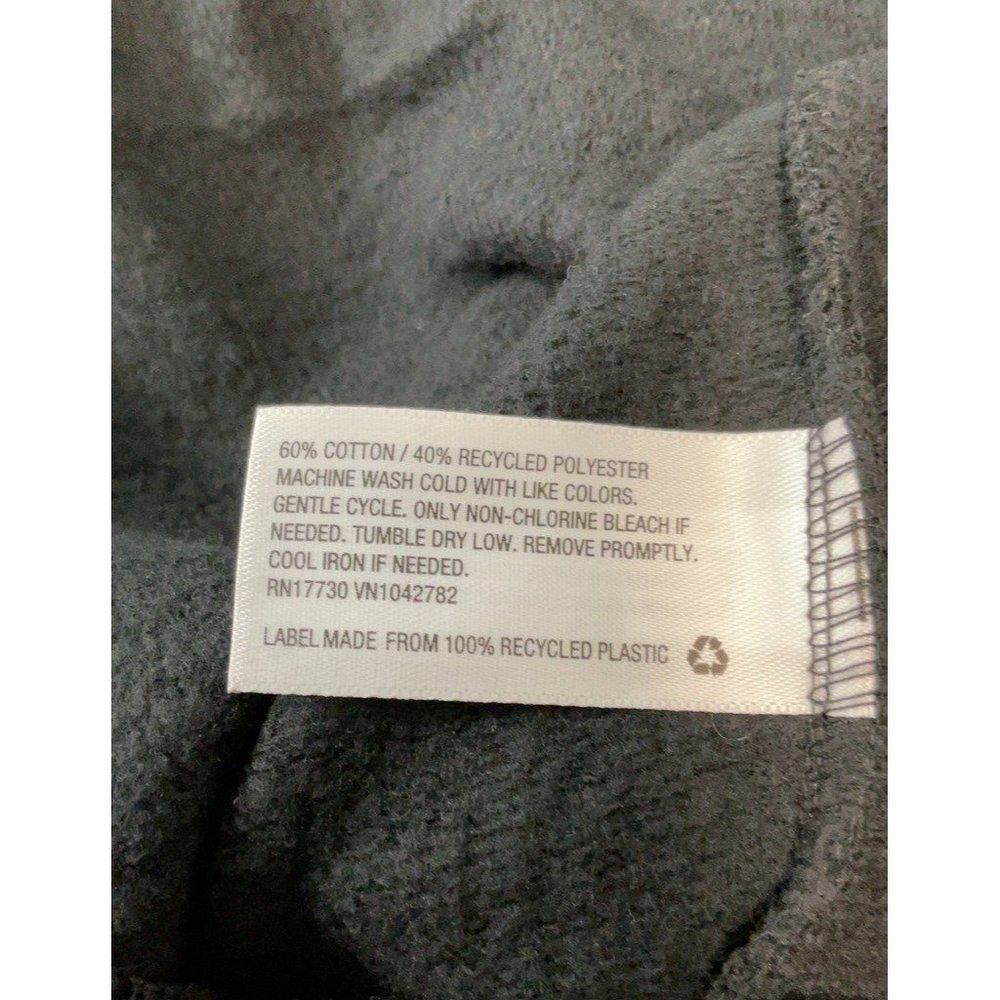 60% COTTON / 40% RECYCLED POLYESTER
MACHINE WASH COLD WITH LIKE COLORS.
GENTLE CYCLE. ONLY NON-CHLORINE BLEACH IF
NEEDED. TUMBLE DRY LOW. REMOVE PROMPTLY.
COOL IRON IF NEEDED.
RN17730 VN1042782
LABEL MADE FROM 100% RECYCLED PLASTIC